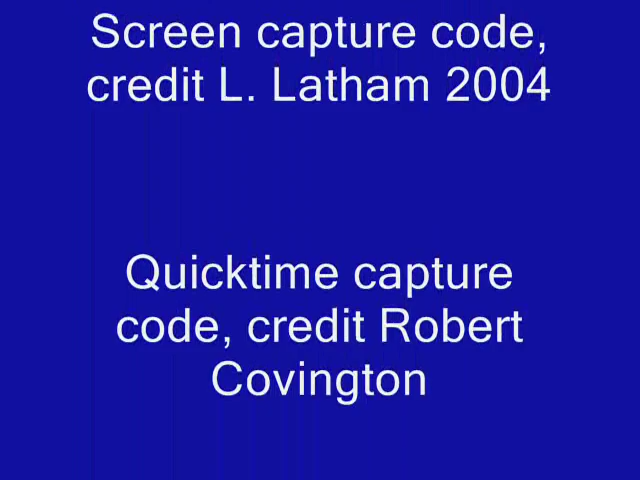 Screen capture code,
credit L. Latham 2004
Quicktime capture
code, credit Robert
Covington